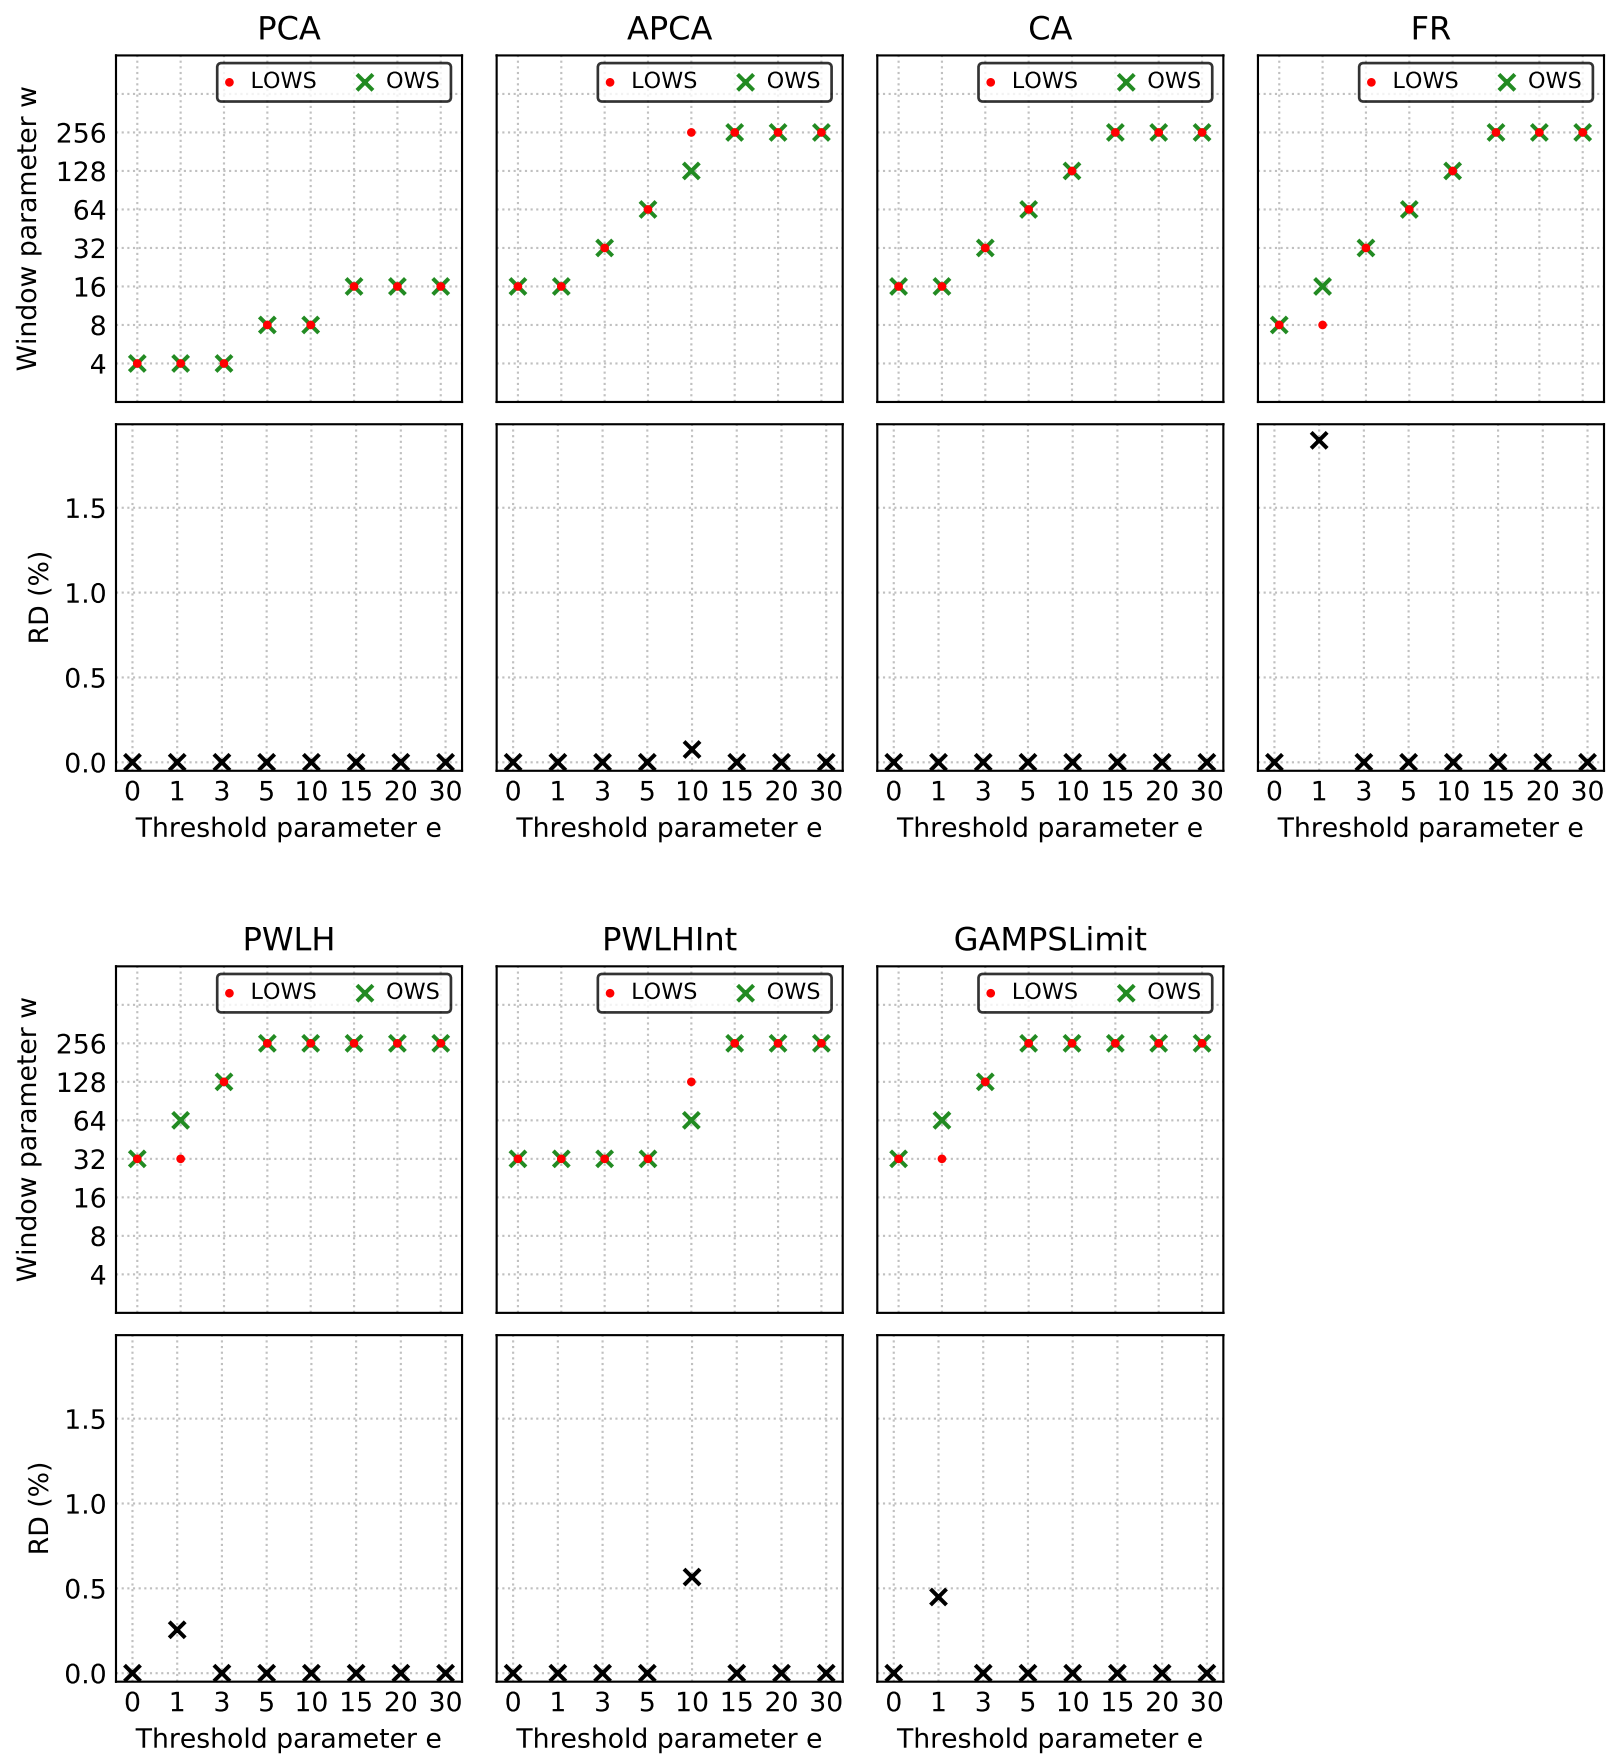 PCA APCA CA FR
LOWS OWS LOWS OWS LOWS OWS LOWS OWS
Window parameter w
256
128
64
32
16
8
4
RD (%)
1.5
1.0
0.5
0.0
0 1 3 5 10 15 20 30 0 1 3 5 10 15 20 30 0 1 3 5 10 15 20 30 0 1 3 5 10 15 20 30
Threshold parameter e Threshold parameter e Threshold parameter e Threshold parameter e
PWLH PWLHInt GAMPSLimit
LOWS OWS LOWS OWS LOWS OWS
Window parameter w
256
128
64
32
16
8
4
RD (%)
1.5
1.0
0.5
0.0
0 1 3 5 10 15 20 30 0 1 3 5 10 15 20 30 0 1 3 5 10 15 20 30
Threshold parameter e Threshold parameter e Threshold parameter e